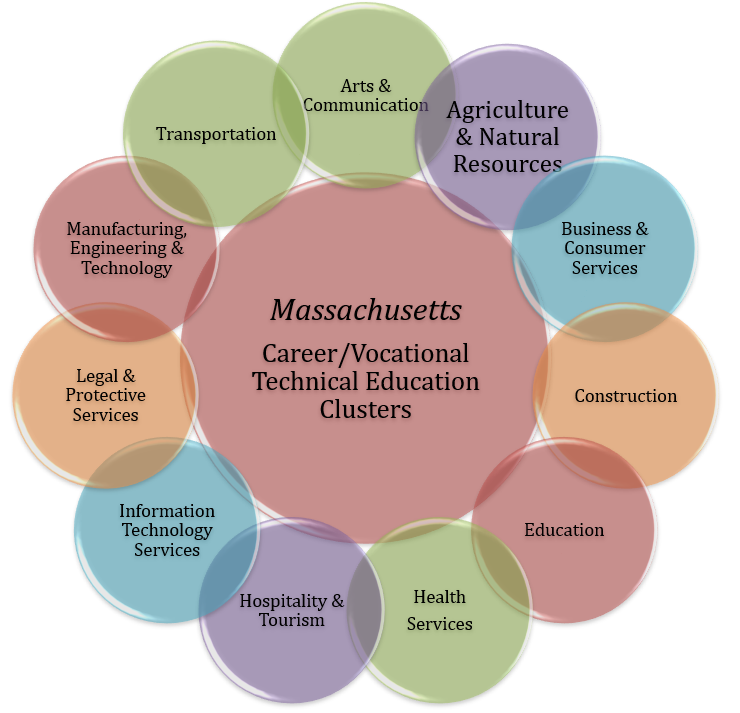 Arts &
Communication
Agriculture
& Natural
Resources
Business &
Consumer
Services
Construction
Education
Health
Services
Hospitality &
Tourism
Information
Technology
Services
Legal &
Protective
Services
Manufacturing,
Engineering &
Technology
Transportation
Massachusetts
Career/Vocational
Technical Education
Clusters